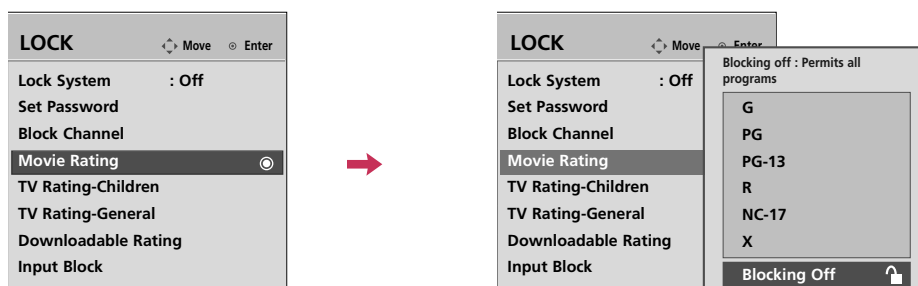 LOCK Move Enter
Lock System : Off
Set Password
Block Channel
Movie Rating
TV Rating-Children
TV Rating-General
Downloadable Rating
Input Block
LOCK Move Enter
Lock System : Off
Set Password
Block Channel
Movie Rating
TV Rating-Children
TV Rating-General
Downloadable Rating
Input Block
Blocking off : Permits all
programs
G
PG
PG-13
R
NC-17
X
Blocking Off